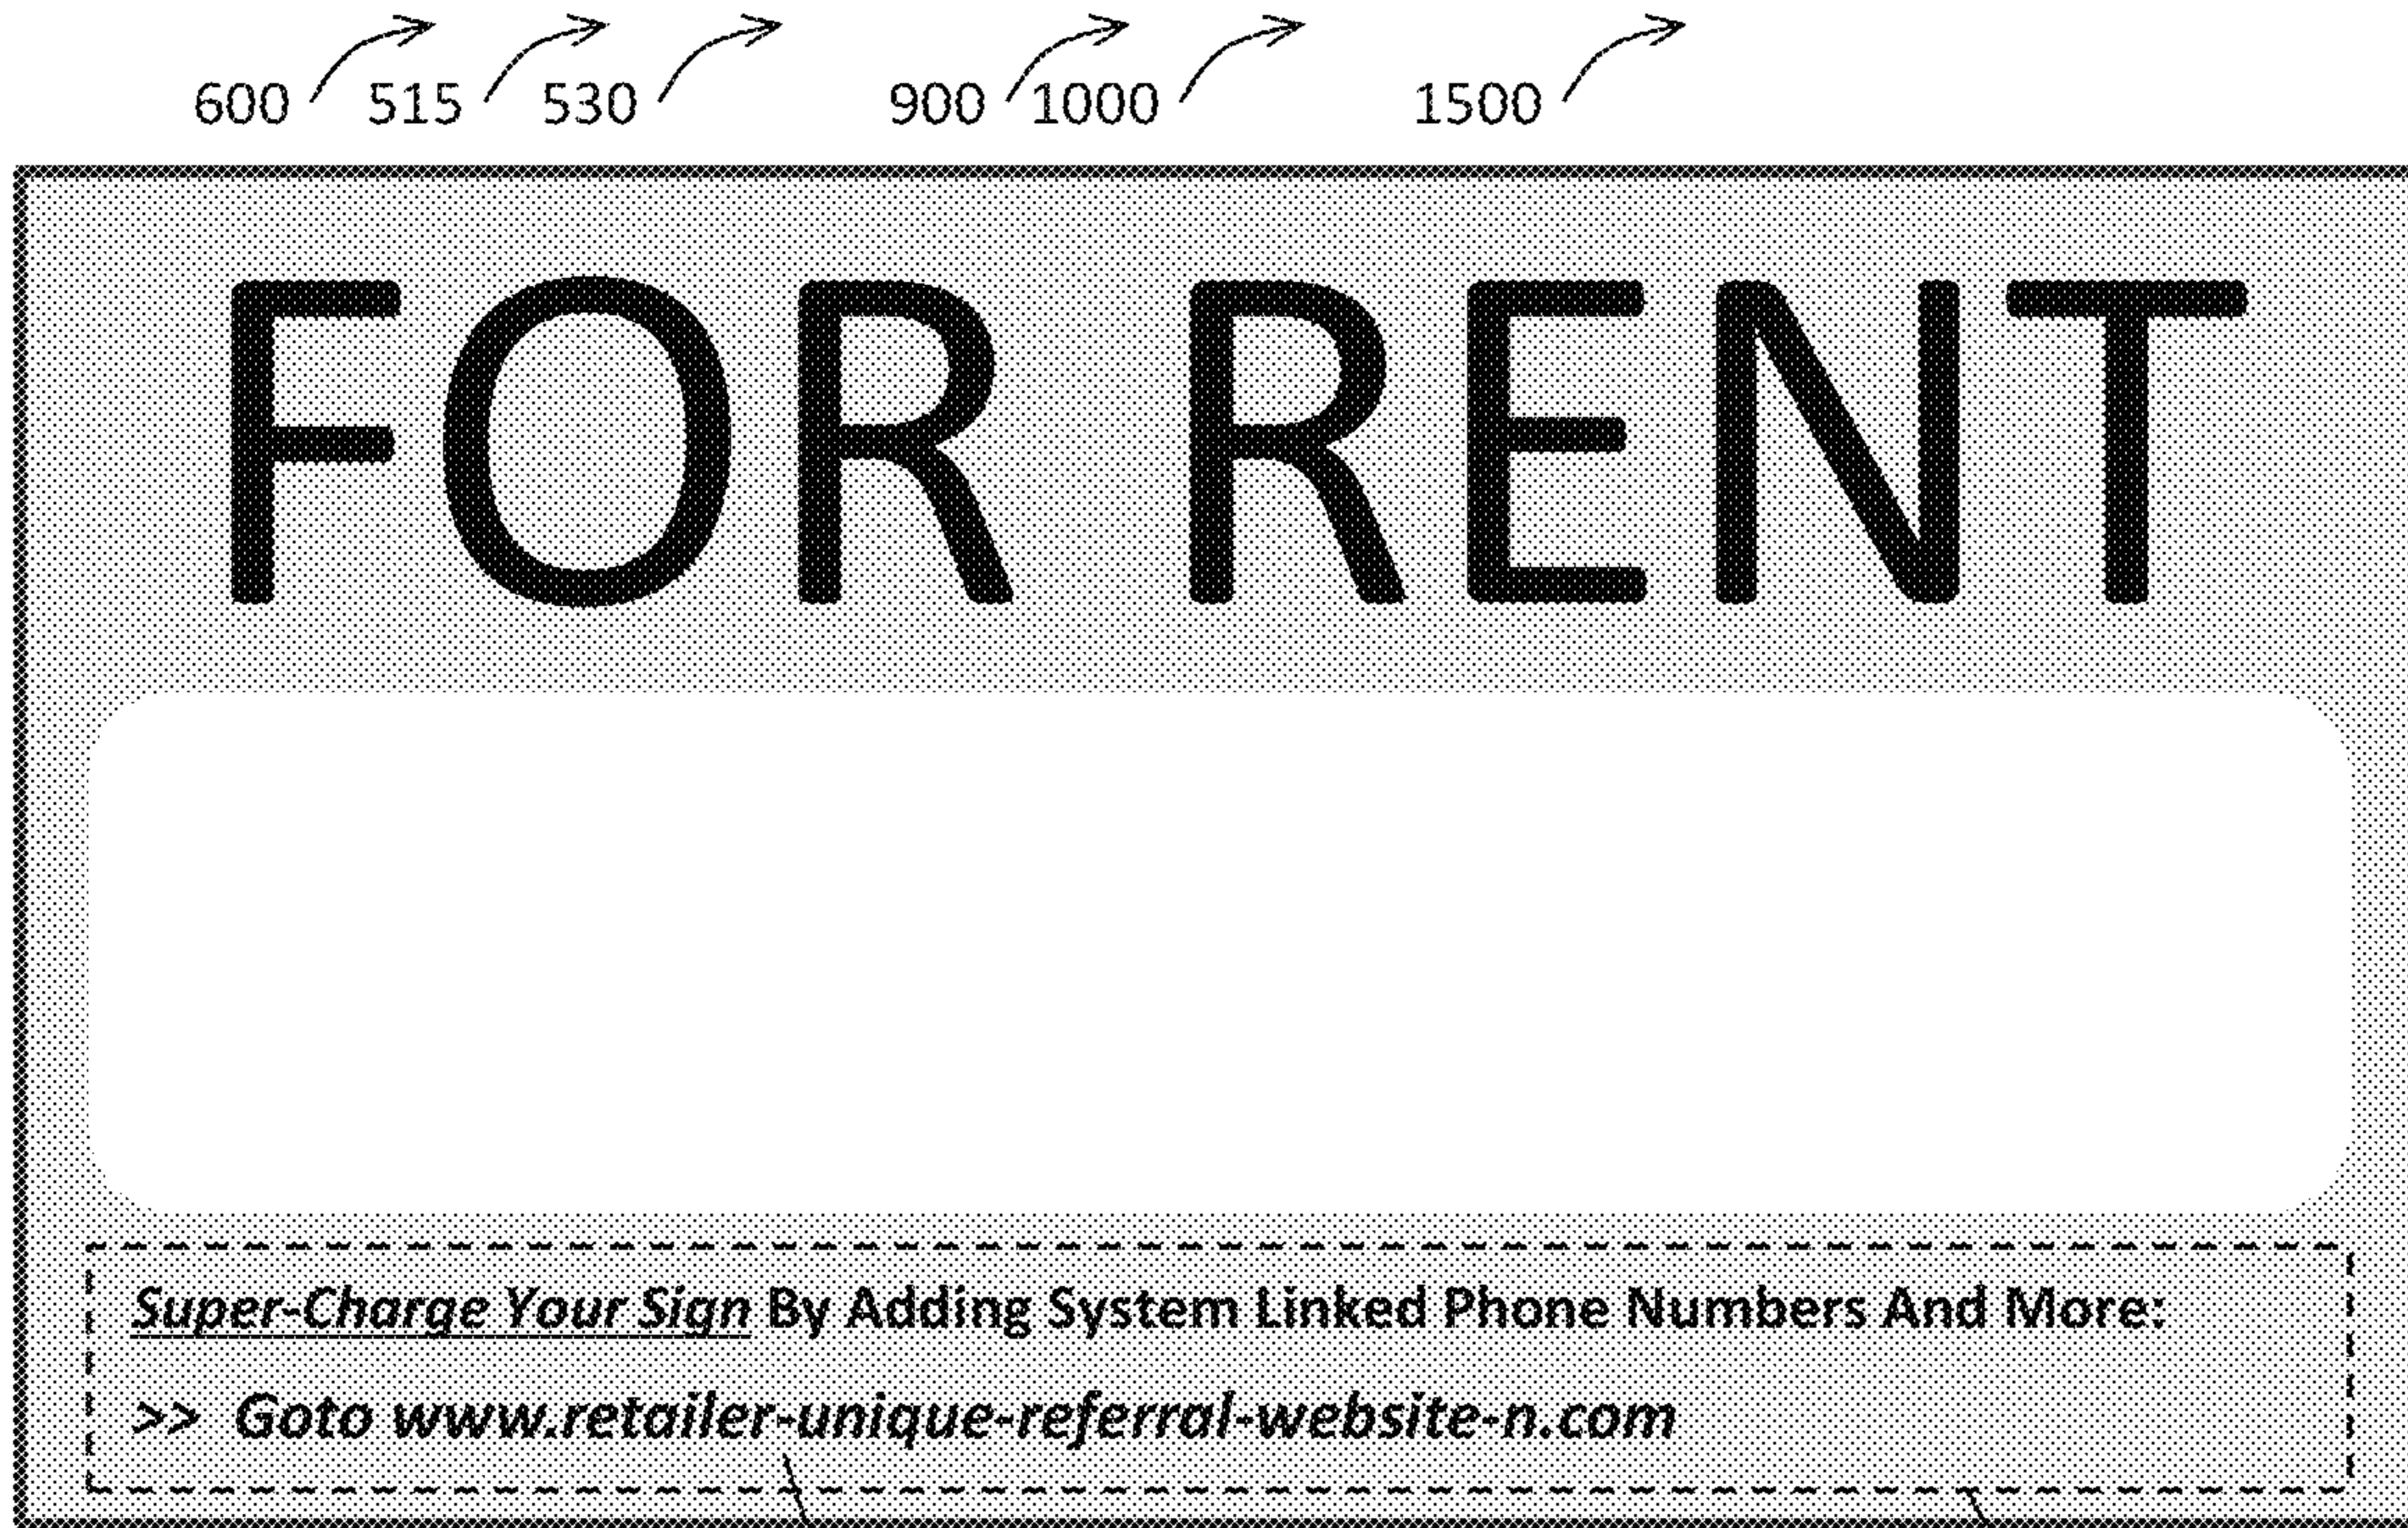 600 515 530 900 1000 1500
FOR RENT
Super-Charge Your Sign By Adding System Linked Phone Numbers And More:
>> Goto www.retailer-unique-referral-website-n.com